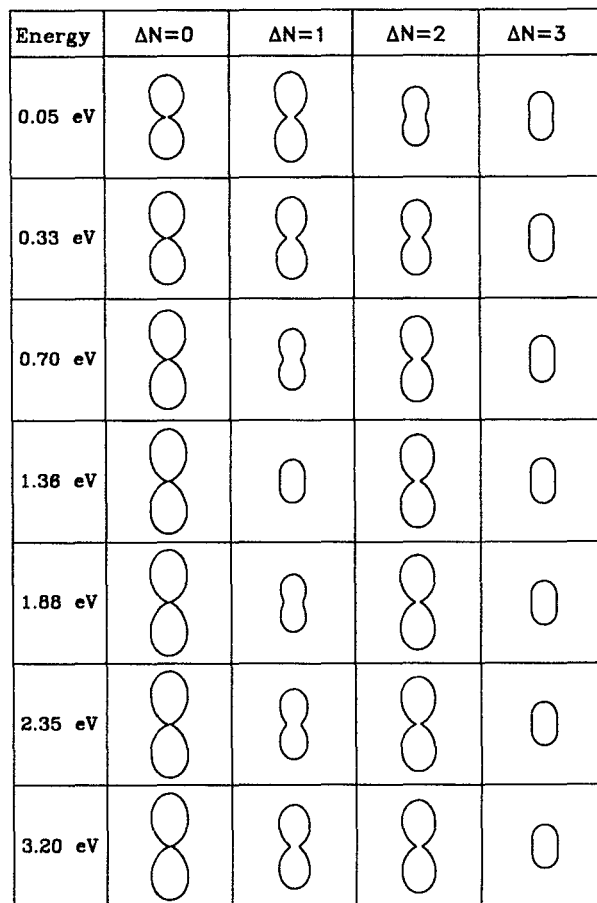 Energy ΔN=0 ΔN=1 ΔN=2 ΔN=3
0.05 eV
0.33 eV
0.70 eV
1.36 eV
1.88 eV
2.35 eV
3.20 eV